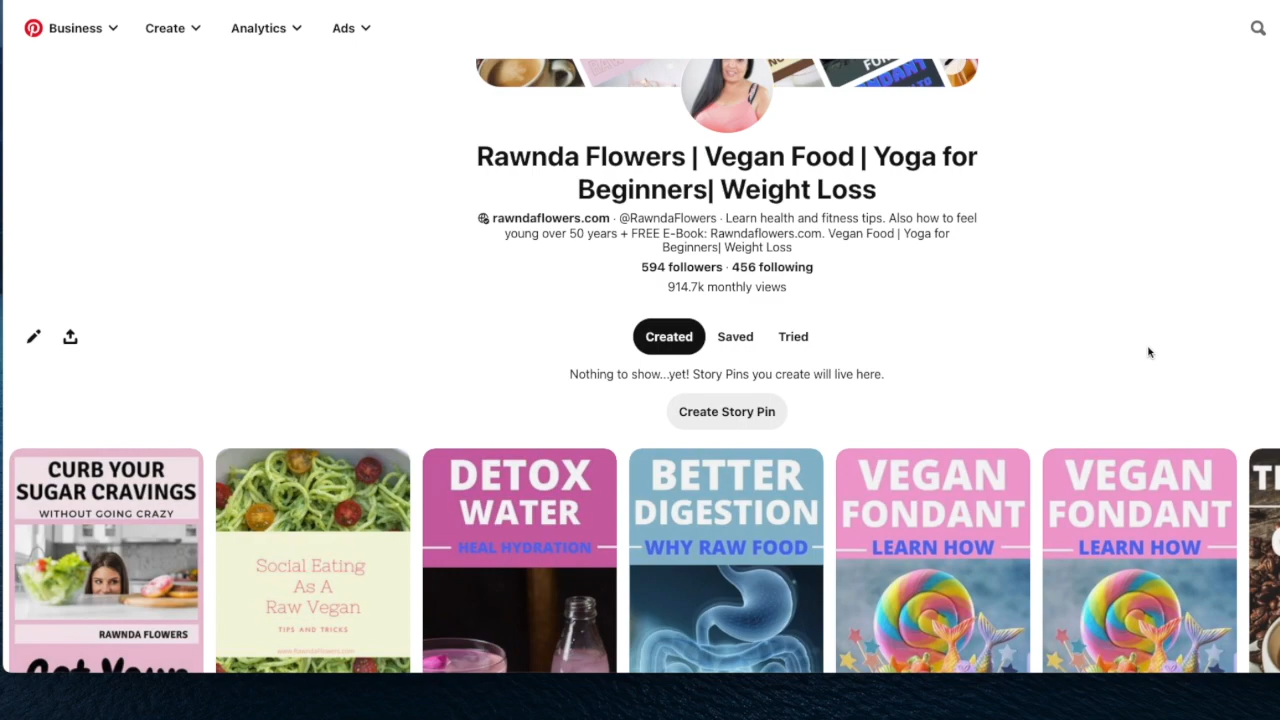 Business Create Analytics Ads
Rawnda Flowers | Vegan Food | Yoga for
Beginners| Weight Loss
rawndaflowers.com · @RawndaFlowers · Learn health and fitness tips. Also how to feel
young over 50 years + FREE E-Book: Rawndaflowers.com. Vegan Food | Yoga for
Beginners| Weight Loss
594 followers · 456 following
914.7k monthly views
Created Saved Tried
Nothing to show...yet! Story Pins you create will live here.
Create Story Pin
CURB YOUR
SUGAR CRAVINGS
WITHOUT GOING CRAZY
RAWNDA FLOWERS
Get Your
Social Eating
As A
Raw Vegan
TIPS AND TRICKS
www.RawndaFlowers.com
DETOX
WATER
HEAL HYDRATION
BETTER
DIGESTION
WHY RAW FOOD
VEGAN
FONDANT
LEARN HOW
VEGAN
FONDANT
LEARN HOW